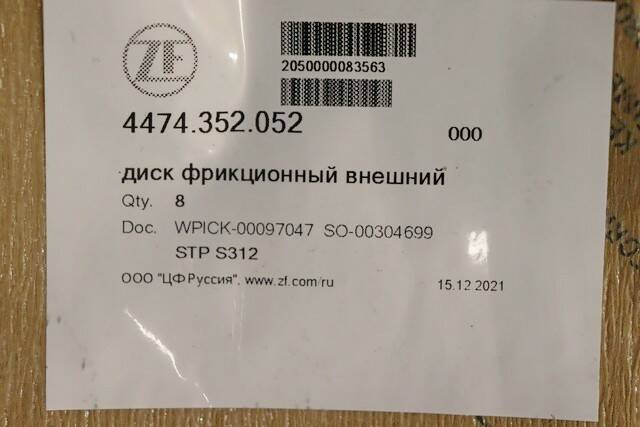 ZF
2050000083563
4474.352.052
000
диск фрикционный внешний
Qty. 8
Doc. WPICK-00097047 SO-00304699
STP S312
ООО "ЦФ Руссия", www.zf.com/ru
15.12.2021